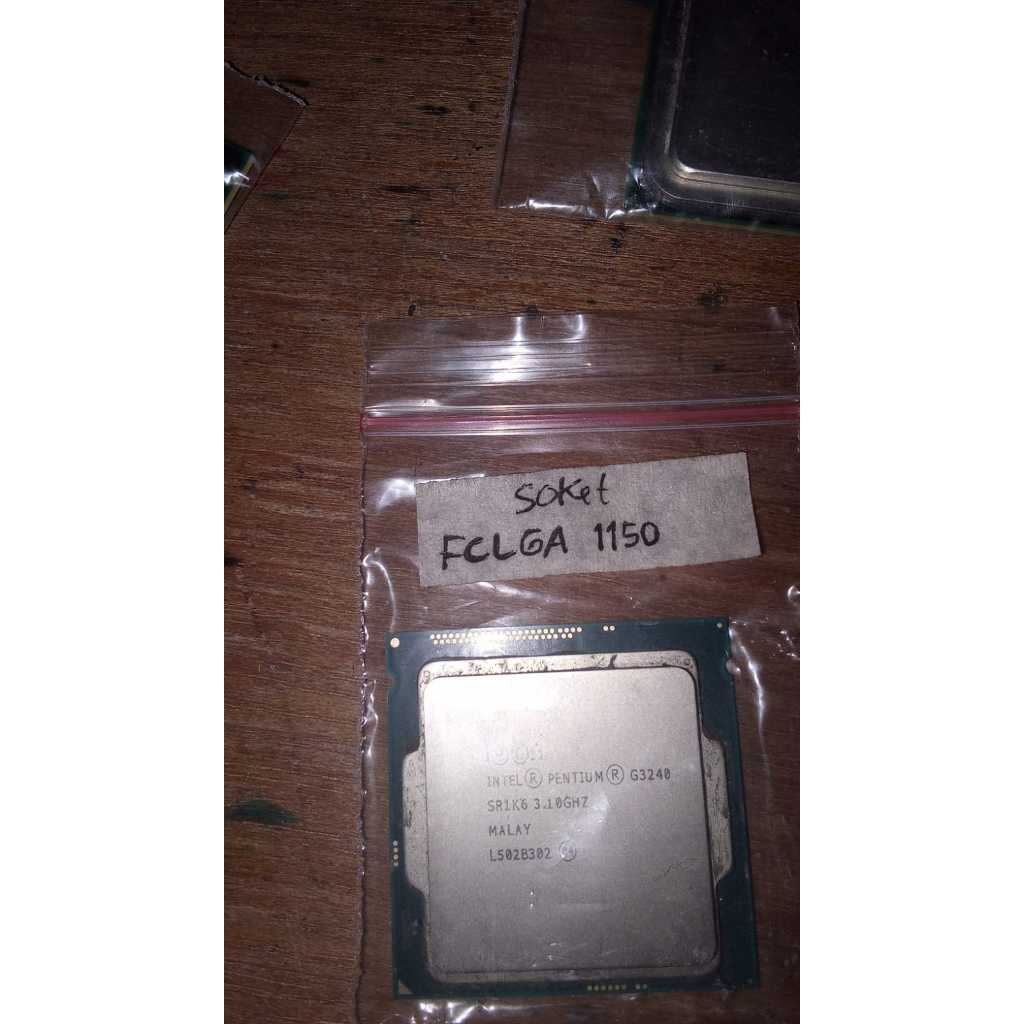 soket
FCLGA 1150
INTEL® PENTIUM® G3240
SR1K6 3.10GHZ
MALAY
L502B302